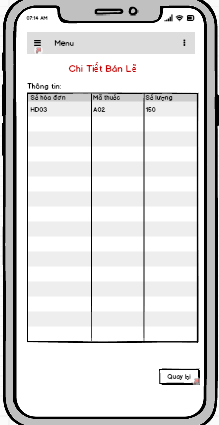 07:14 AM
Menu
Chi Tiết Bán Lẽ
Thông tin:
Số hóa đơn Mã thuốc Số lượng
HD03 A02 150
Quay lại